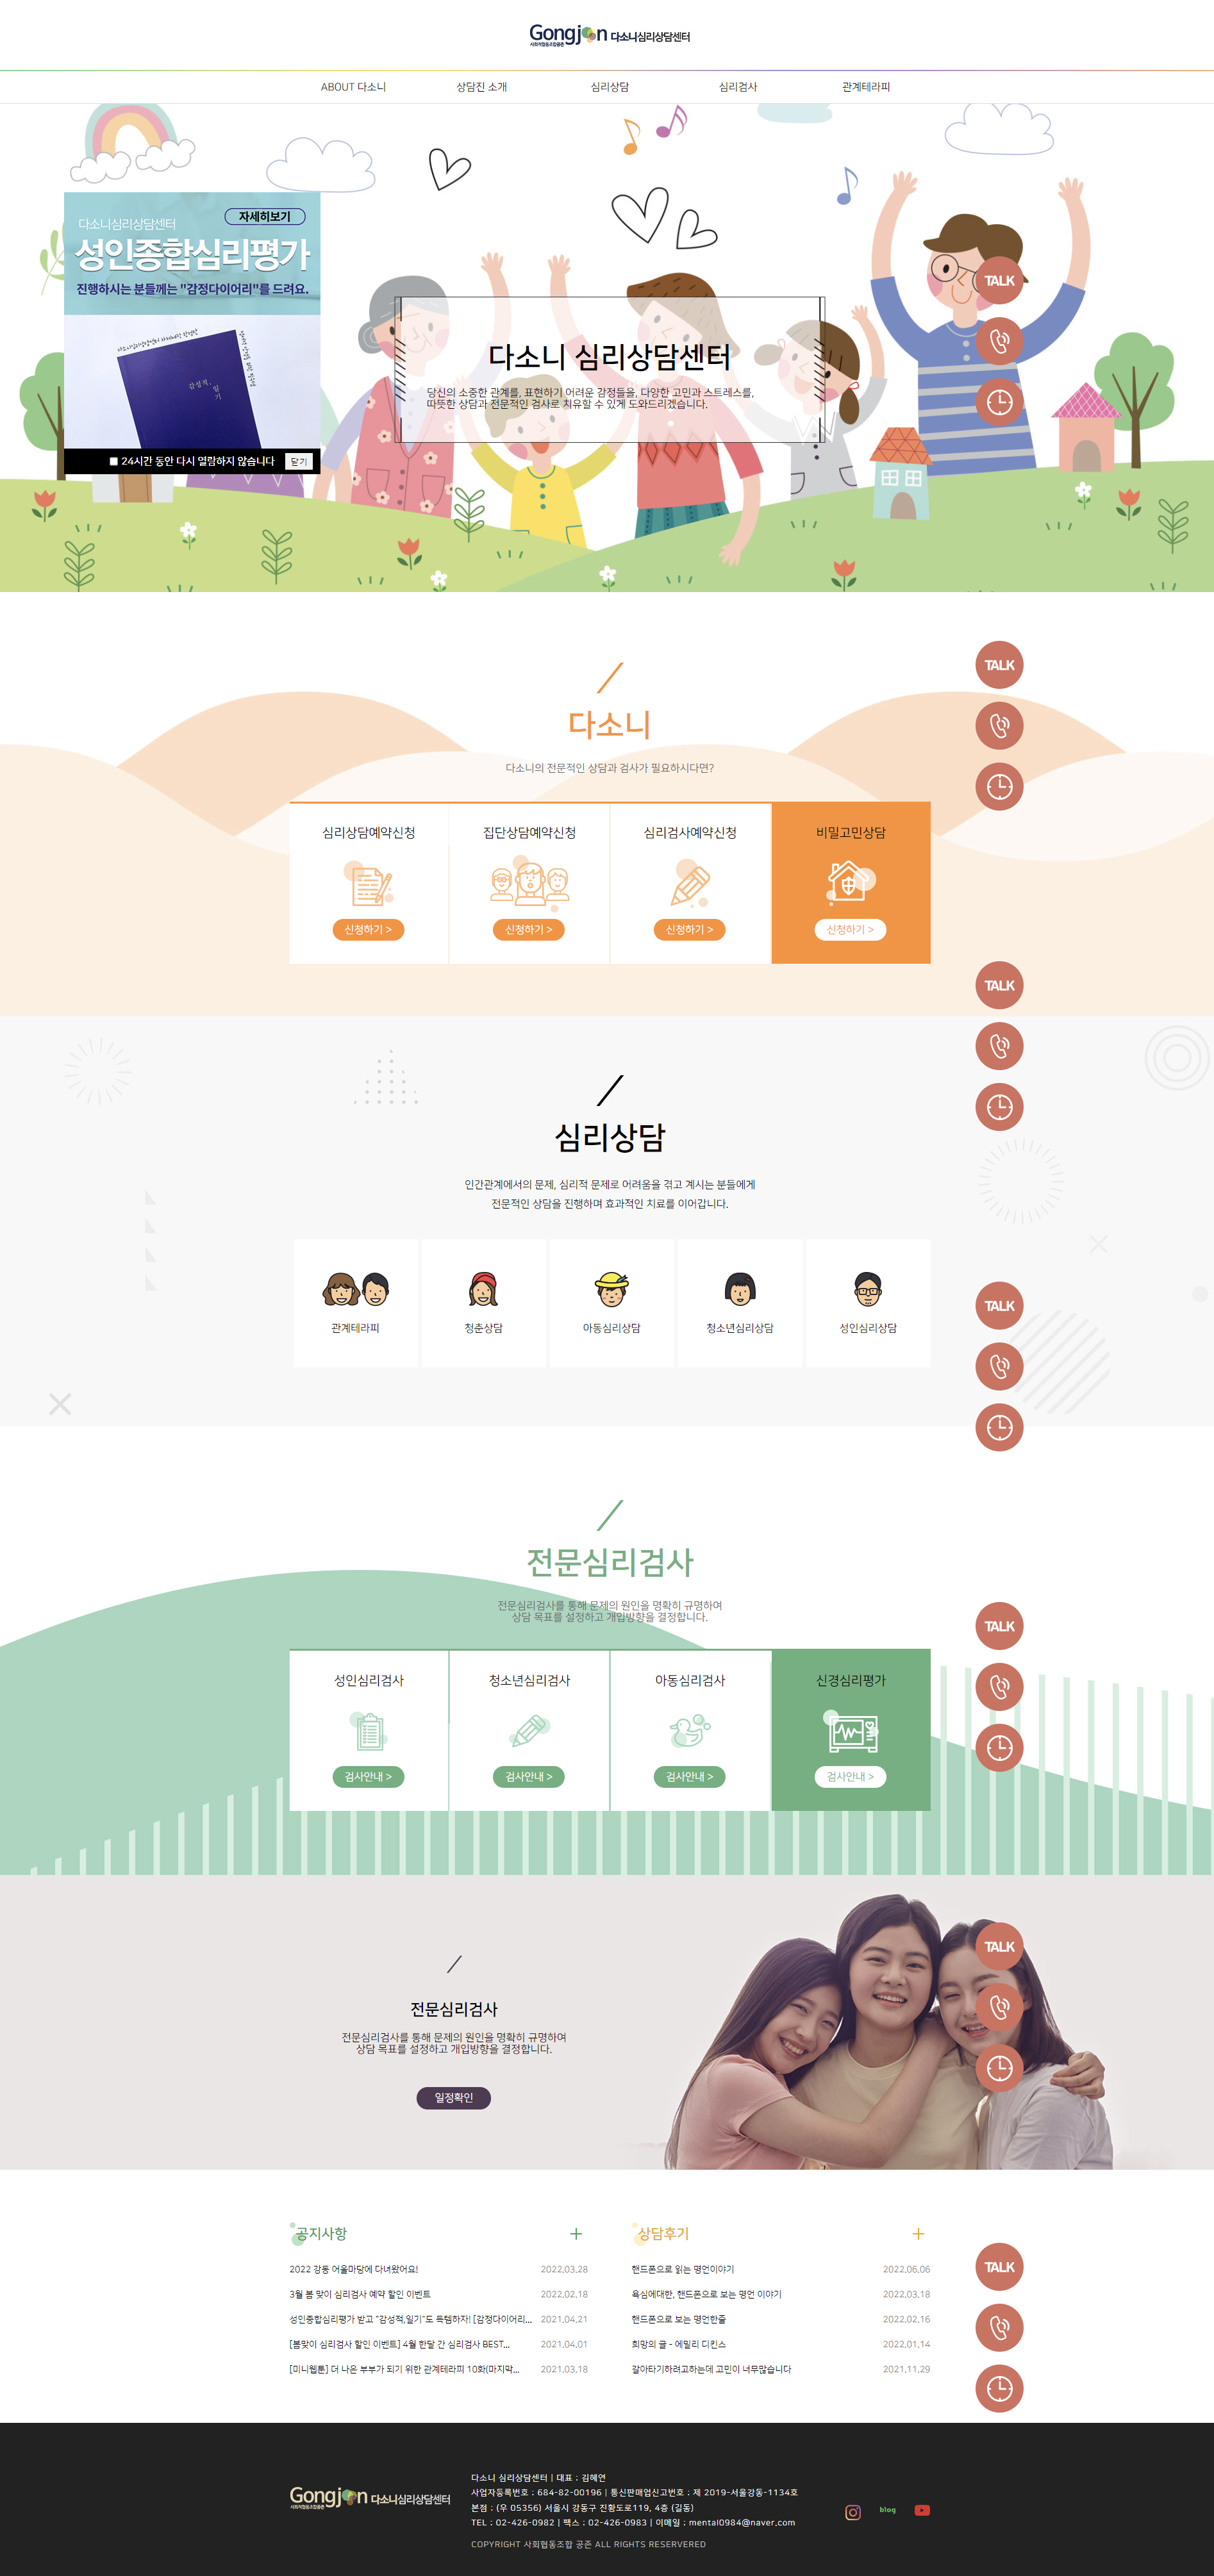 Gongjon 다소니심리상담센터
사회적협동조합공존
ABOUT 다소니 상담진 소개 심리상담 심리검사 관계테라피
자세히보기
다소니심리상담센터
성인종합심리평가
진행하시는 분들께는 "감정다이어리"를 드려요.
감성적,
일기
24시간 동안 다시 열람하지 않습니다 닫기
다소니 심리상담센터
당신의 소중한 관계를, 표현하기 어려운 감정들을, 다양한 고민과 스트레스를,
따뜻한 상담과 전문적인 검사로 치유할 수 있게 도와드리겠습니다.
TALK
TALK
다소니
다소니의 전문적인 상담과 검사가 필요하시다면?
심리상담예약신청 집단상담예약신청 심리검사예약신청 비밀고민상담
신청하기 > 신청하기 > 신청하기 > 신청하기 >
TALK
심리상담
인간관계에서의 문제, 심리적 문제로 어려움을 겪고 계시는 분들에게
전문적인 상담을 진행하며 효과적인 치료를 이어갑니다.
TALK
관계테라피 청춘상담 아동심리상담 청소년심리상담 성인심리상담
전문심리검사
전문심리검사를 통해 문제의 원인을 명확히 규명하여
상담 목표를 설정하고 개입방향을 결정합니다.
TALK
성인심리검사 청소년심리검사 아동심리검사 신경심리평가
검사안내 > 검사안내 > 검사안내 > 검사안내 >
TALK
전문심리검사
전문심리검사를 통해 문제의 원인을 명확히 규명하여
상담 목표를 설정하고 개입방향을 결정합니다.
일정확인
공지사항 +
2022 강동 어울마당에 다녀왔어요! 2022.03.28
3월 봄 맞이 심리검사 예약 할인 이벤트 2022.02.18
성인종합심리평가 받고 "감성적,일기"도 득템하자! [감정다이어리... 2021.04.21
[봄맞이 심리검사 할인 이벤트] 4월 한달 간 심리검사 BEST... 2021.04.01
[미니웹툰] 더 나은 부부가 되기 위한 관계테라피 10화(마지막... 2021.03.18
상담후기 +
핸드폰으로 읽는 명언이야기 2022.06.06
욕심에대한, 핸드폰으로 보는 명언 이야기 2022.03.18
핸드폰으로 보는 명언한줄 2022.02.16
희망의 글 - 에밀리 디킨스 2022.01.14
갈아타기하려고하는데 고민이 너무많습니다 2021.11.29
TALK
Gongjon 다소니심리상담센터
사회적협동조합공존
다소니 심리상담센터 | 대표 : 김혜연
사업자등록번호 : 684-82-00196 | 통신판매업신고번호 : 제 2019-서울강동-1134호
본점 : (우 05356) 서울시 강동구 진황도로119, 4층 (길동)
TEL : 02-426-0982 | 팩스 : 02-426-0983 | 이메일 : mental0984@naver.com
COPYRIGHT 사회협동조합 공존 ALL RIGHTS RESERVERED
blog